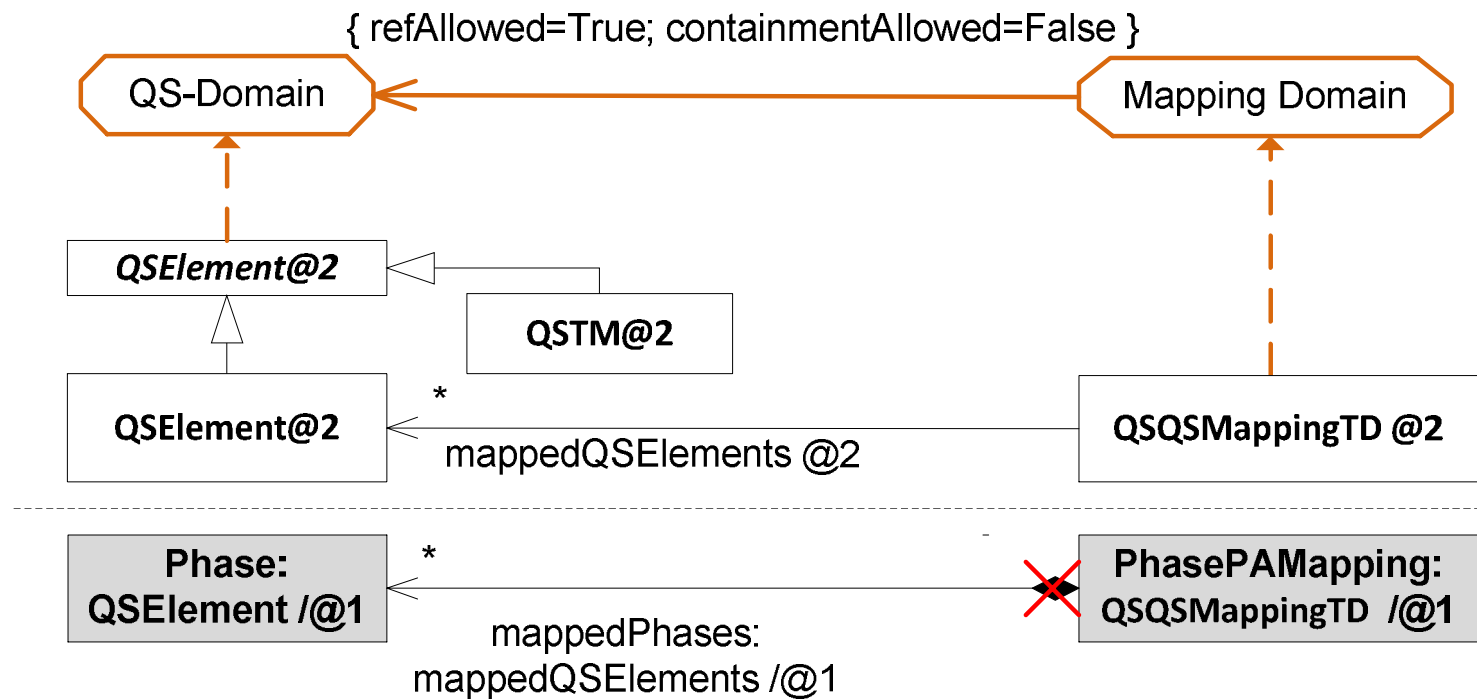 { refAllowed=True; containmentAllowed=False }
QS-Domain
Mapping Domain
QSElement@2
QSTM@2
QSElement@2
*
mappedQSElements @2
QSQSMappingTD @2
Phase:
QSElement /@1
*
mappedPhases:
mappedQSElements /@1
PhasePAMapping:
QSQSMappingTD /@1